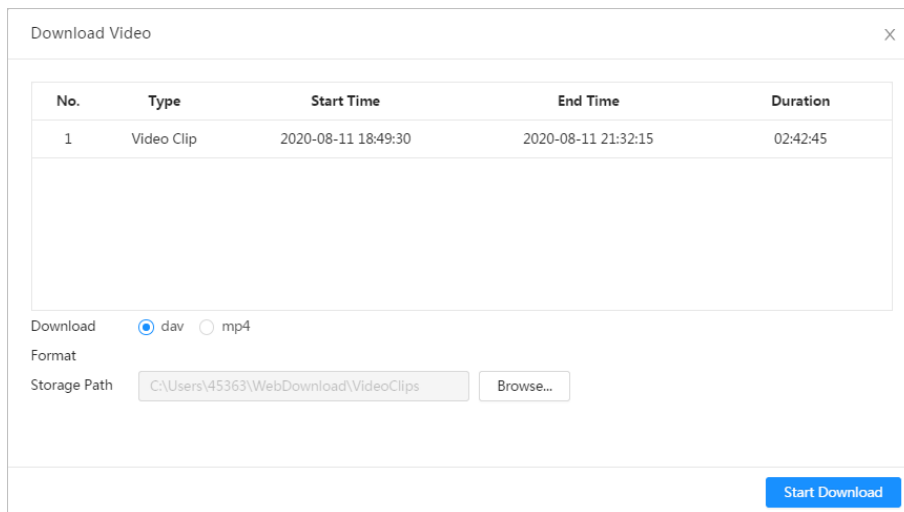 Download Video
No. Type Start Time End Time Duration
1 Video Clip 2020-08-11 18:49:30 2020-08-11 21:32:15 02:42:45
Download dav mp4
Format
Storage Path C:\Users\45363\WebDownload\VideoClips Browse...
Start Download